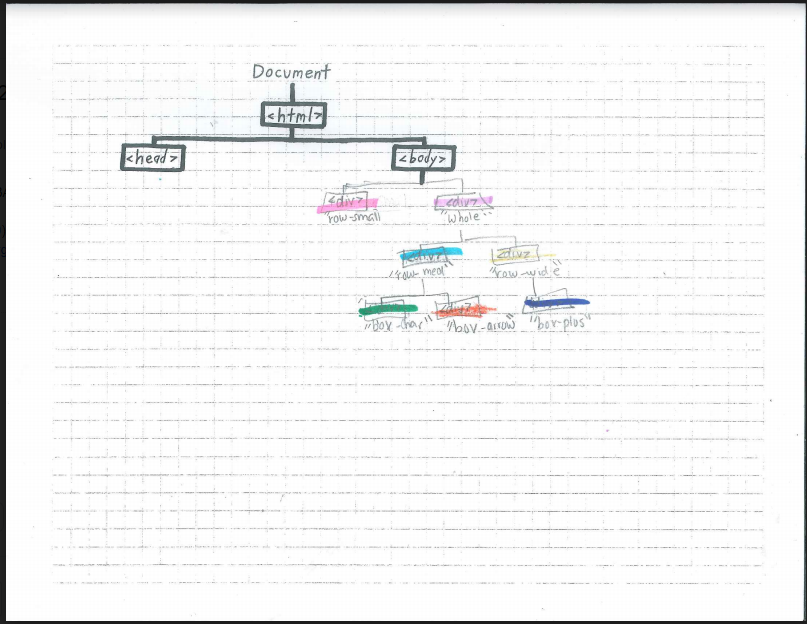 Document
<html>
<head> <body>
<div> <div>
"row-small "whole"
<div> <div>
"row-med" "row-wide"
<div>
"Box-char" "box-arrow" "box-plus"